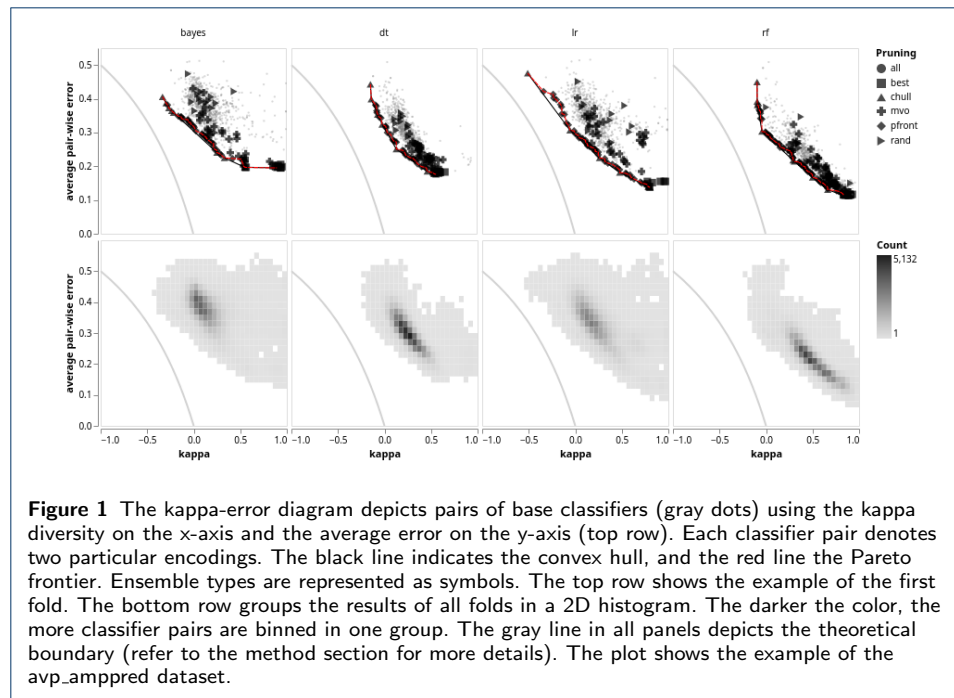 bayes dt lr rf
0.5
0.4
0.3
0.2
0.1
0.0
average pair-wise error
Pruning
all
best
chull
mvo
pfront
rand
0.5
0.4
0.3
0.2
0.1
0.0
average pair-wise error
Count
5,132
1
−1.0 −0.5 0.0 0.5 1.0 −1.0 −0.5 0.0 0.5 1.0 −1.0 −0.5 0.0 0.5 1.0 −1.0 −0.5 0.0 0.5 1.0
kappa kappa kappa kappa
Figure 1 The kappa-error diagram depicts pairs of base classifiers (gray dots) using the kappa
diversity on the x-axis and the average error on the y-axis (top row). Each classifier pair denotes
two particular encodings. The black line indicates the convex hull, and the red line the Pareto
frontier. Ensemble types are represented as symbols. The top row shows the example of the first
fold. The bottom row groups the results of all folds in a 2D histogram. The darker the color, the
more classifier pairs are binned in one group. The gray line in all panels depicts the theoretical
boundary (refer to the method section for more details). The plot shows the example of the
avp_amppred dataset.